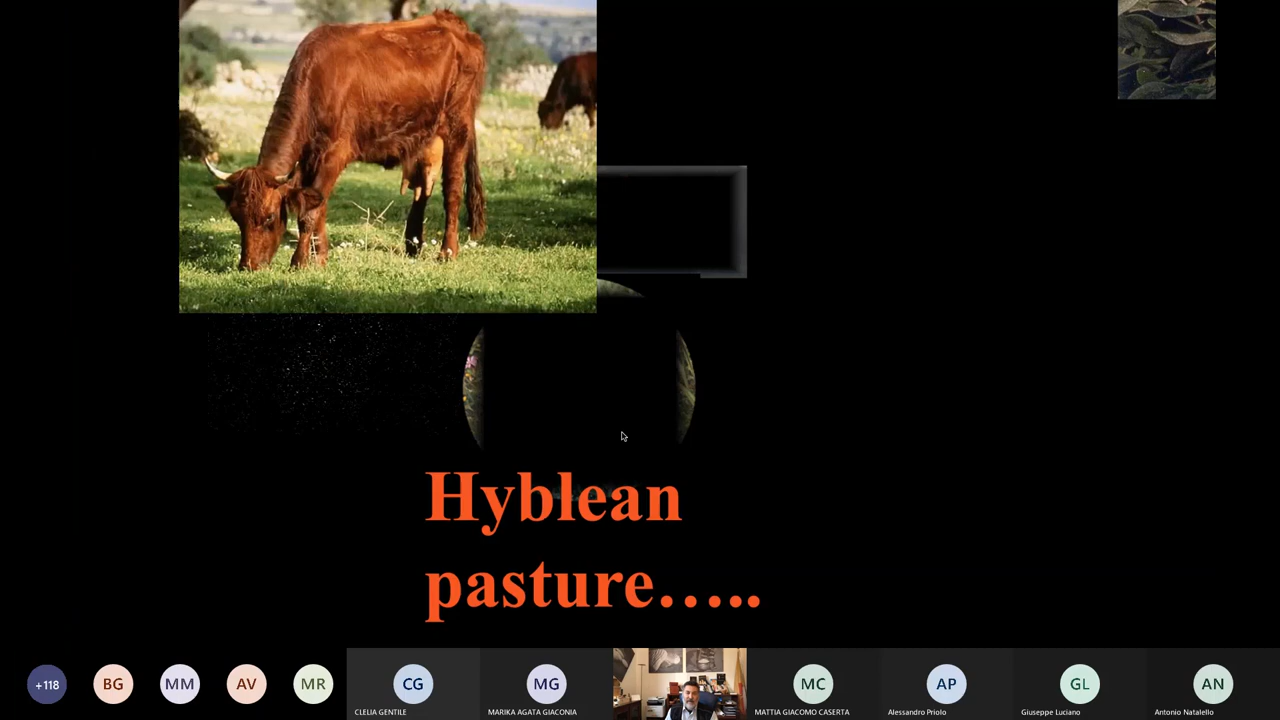 Hyblean
pasture…..
+118
BG
MM
AV
MR
CG
MG
MC
AP
GL
AN
CLELIA GENTILE
MARIKA AGATA GIACONIA
MATTIA GIACOMO CASERTA
Alessandro Priolo
Giuseppe Luciano
Antonio Natalello